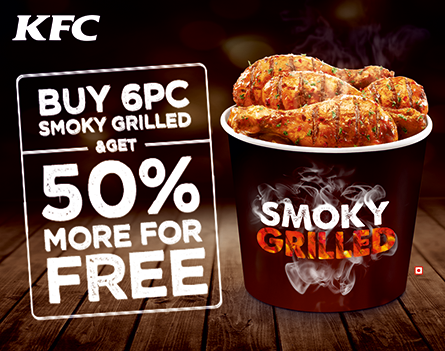 KFC
BUY 6PC
SMOKY GRILLED
&GET
50%
MORE FOR
FREE
SMOKY
GRILLED